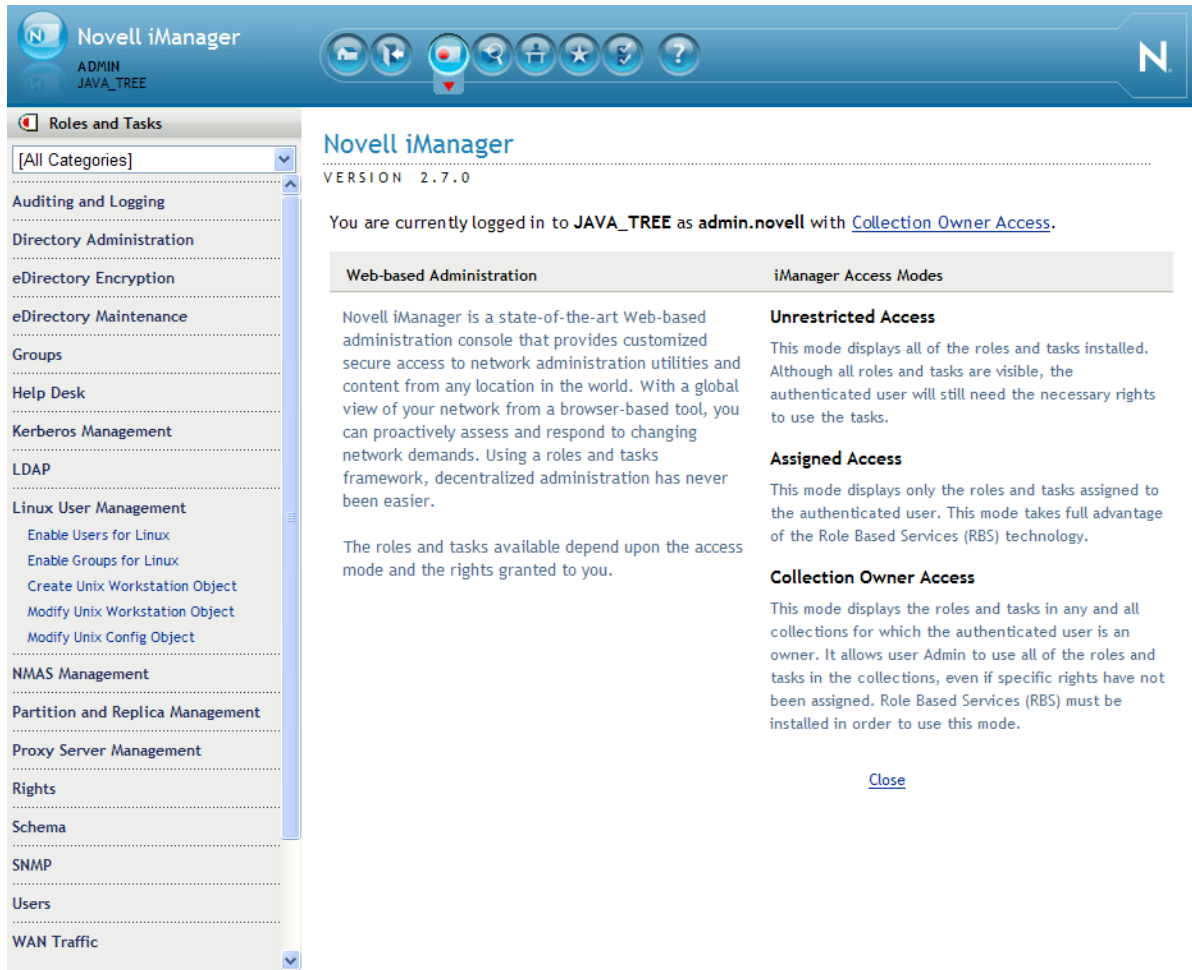 Novell iManager
ADMIN
JAVA_TREE
N
N
Roles and Tasks
[All Categories]
Auditing and Logging
Directory Administration
eDirectory Encryption
eDirectory Maintenance
Groups
Help Desk
Kerberos Management
LDAP
Linux User Management
Enable Users for Linux
Enable Groups for Linux
Create Unix Workstation Object
Modify Unix Workstation Object
Modify Unix Config Object
NMAS Management
Partition and Replica Management
Proxy Server Management
Rights
Schema
SNMP
Users
WAN Traffic
Novell iManager
VERSION 2.7.0
You are currently logged in to JAVA_TREE as admin.novell with Collection Owner Access.
Web-based Administration
Novell iManager is a state-of-the-art Web-based
administration console that provides customized
secure access to network administration utilities and
content from any location in the world. With a global
view of your network from a browser-based tool, you
can proactively assess and respond to changing
network demands. Using a roles and tasks
framework, decentralized administration has never
been easier.
The roles and tasks available depend upon the access
mode and the rights granted to you.
iManager Access Modes
Unrestricted Access
This mode displays all of the roles and tasks installed.
Although all roles and tasks are visible, the
authenticated user will still need the necessary rights
to use the tasks.
Assigned Access
This mode displays only the roles and tasks assigned to
the authenticated user. This mode takes full advantage
of the Role Based Services (RBS) technology.
Collection Owner Access
This mode displays the roles and tasks in any and all
collections for which the authenticated user is an
owner. It allows user Admin to use all of the roles and
tasks in the collections, even if specific rights have not
been assigned. Role Based Services (RBS) must be
installed in order to use this mode.
Close